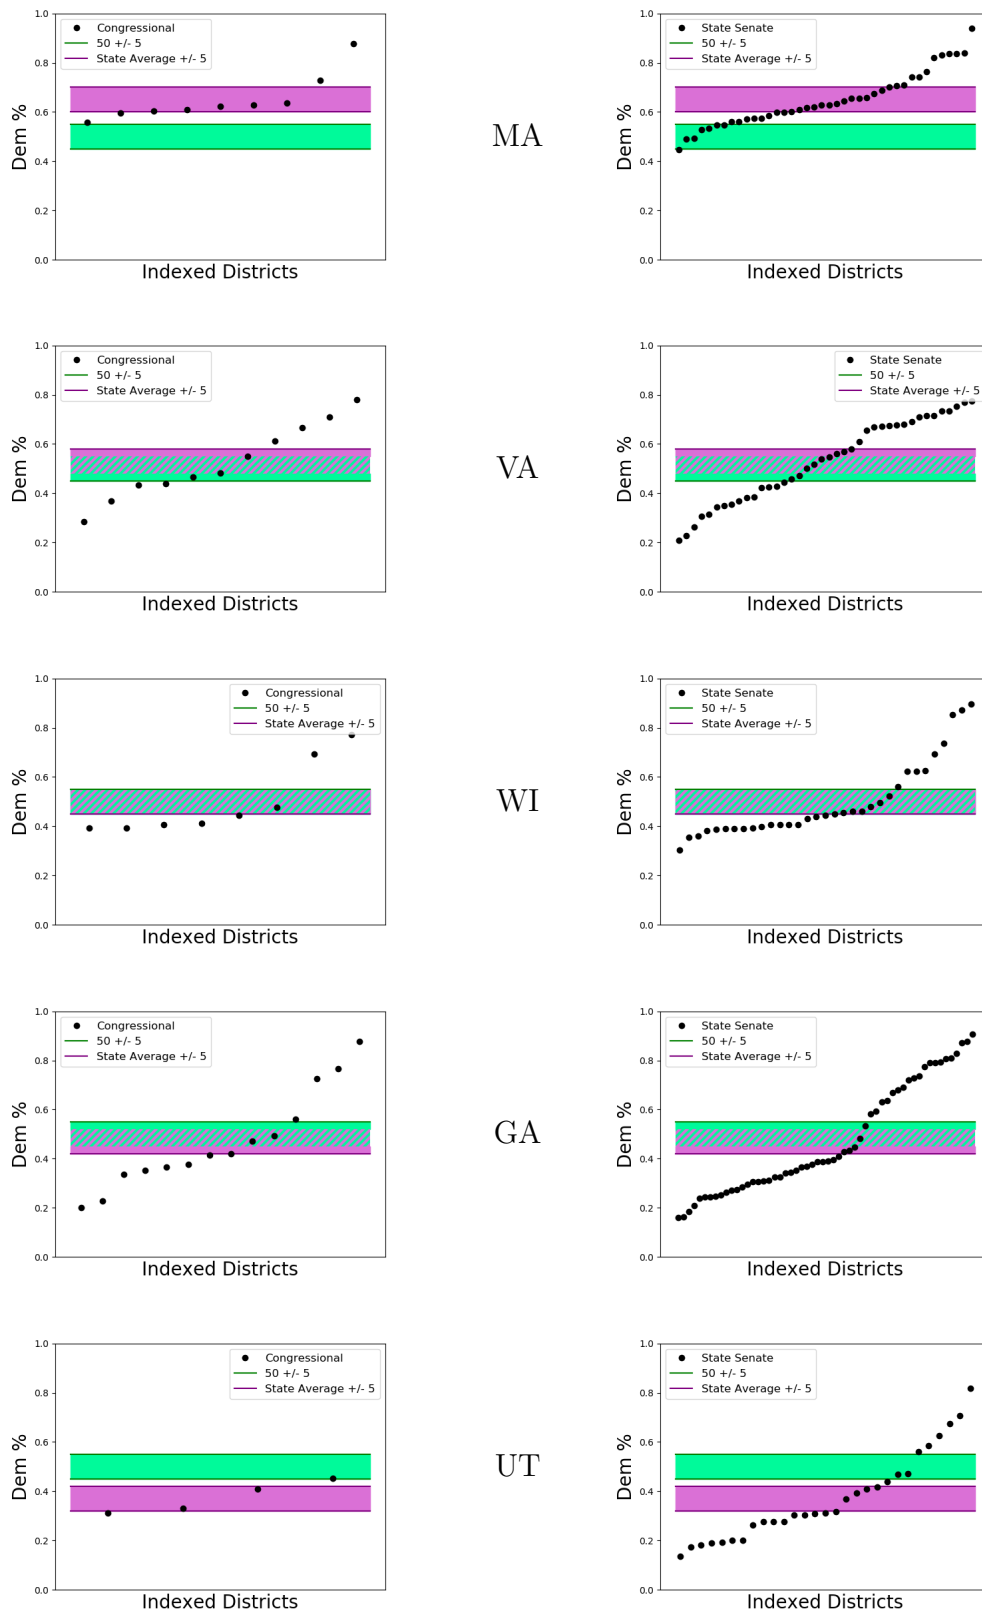 1.0
Congressional
50 +/- 5
State Average +/- 5
0.8
0.6
0.4
0.2
0.0
Dem %
Indexed Districts
MA
1.0
State Senate
50 +/- 5
State Average +/- 5
0.8
0.6
0.4
0.2
0.0
Dem %
Indexed Districts
1.0
Congressional
50 +/- 5
State Average +/- 5
0.8
0.6
0.4
0.2
0.0
Dem %
Indexed Districts
VA
1.0
State Senate
50 +/- 5
State Average +/- 5
0.8
0.6
0.4
0.2
0.0
Dem %
Indexed Districts
1.0
Congressional
50 +/- 5
State Average +/- 5
0.8
0.6
0.4
0.2
0.0
Dem %
Indexed Districts
WI
1.0
State Senate
50 +/- 5
State Average +/- 5
0.8
0.6
0.4
0.2
0.0
Dem %
Indexed Districts
1.0
Congressional
50 +/- 5
State Average +/- 5
0.8
0.6
0.4
0.2
0.0
Dem %
Indexed Districts
GA
1.0
State Senate
50 +/- 5
State Average +/- 5
0.8
0.6
0.4
0.2
0.0
Dem %
Indexed Districts
1.0
Congressional
50 +/- 5
State Average +/- 5
0.8
0.6
0.4
0.2
0.0
Dem %
Indexed Districts
UT
1.0
State Senate
50 +/- 5
State Average +/- 5
0.8
0.6
0.4
0.2
0.0
Dem %
Indexed Districts